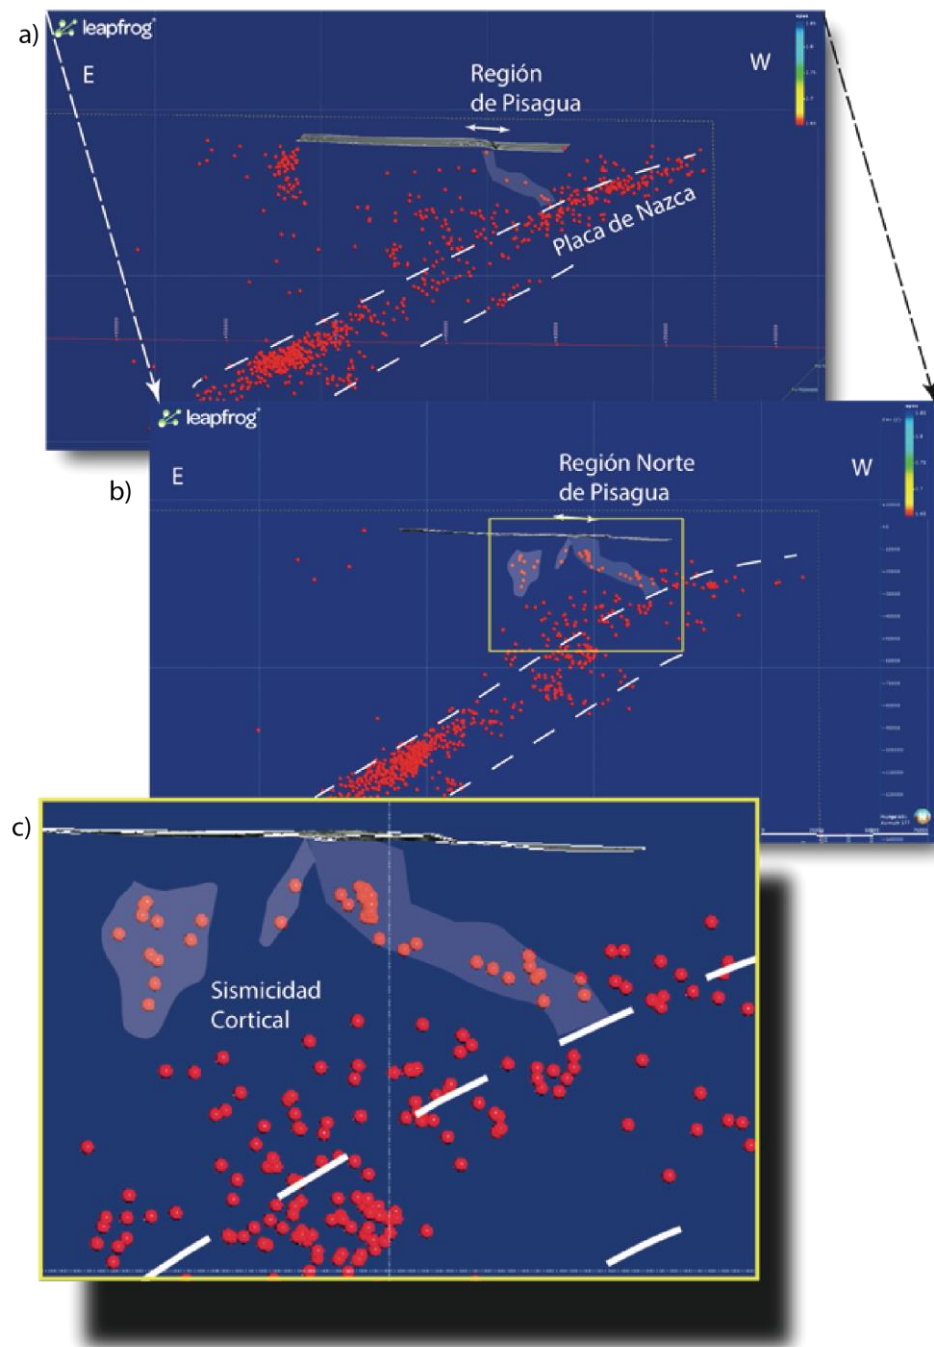 a)
leapfrog®
E
W
Región
de Pisagua
Placa de Nazca
b)
leapfrog®
E
W
Región Norte
de Pisagua
c)
Sismicidad
Cortical